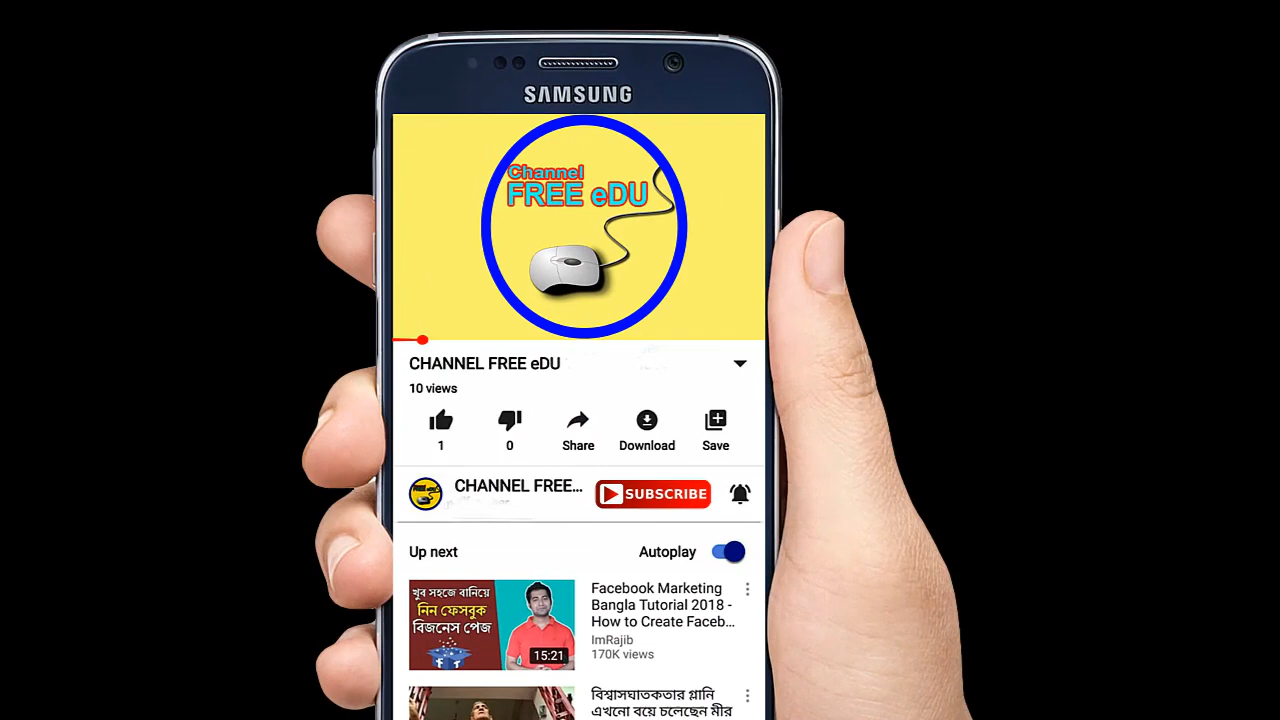 SAMSUNG
Channel
FREE eDU
CHANNEL FREE eDU
10 views
1
0
Share
Download
Save
FREE eDU
CHANNEL FREE...
SUBSCRIBE
Up next
Autoplay
খুব সহজে বানিয়ে
নিন ফেসবুক
বিজনেস পেজ
15:21
Facebook Marketing
Bangla Tutorial 2018 -
How to Create Faceb...
ImRajib
170K views
বিশ্বাসঘাতকতার গ্লানি
এখনো বয়ে চলেছেন মীর